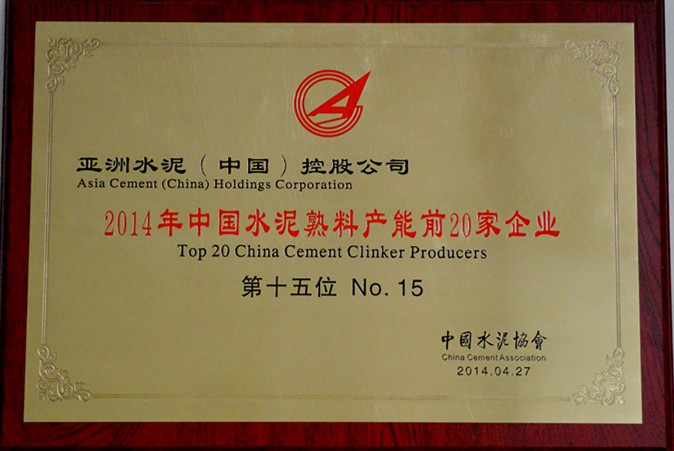 亚洲水泥（中国）控股公司
Asia Cement (China) Holdings Corporation
2014年中国水泥熟料产能前20家企业
Top 20 China Cement Clinker Producers
第十五位 No. 15
中国水泥協會
China Cement Association
2014.04.27